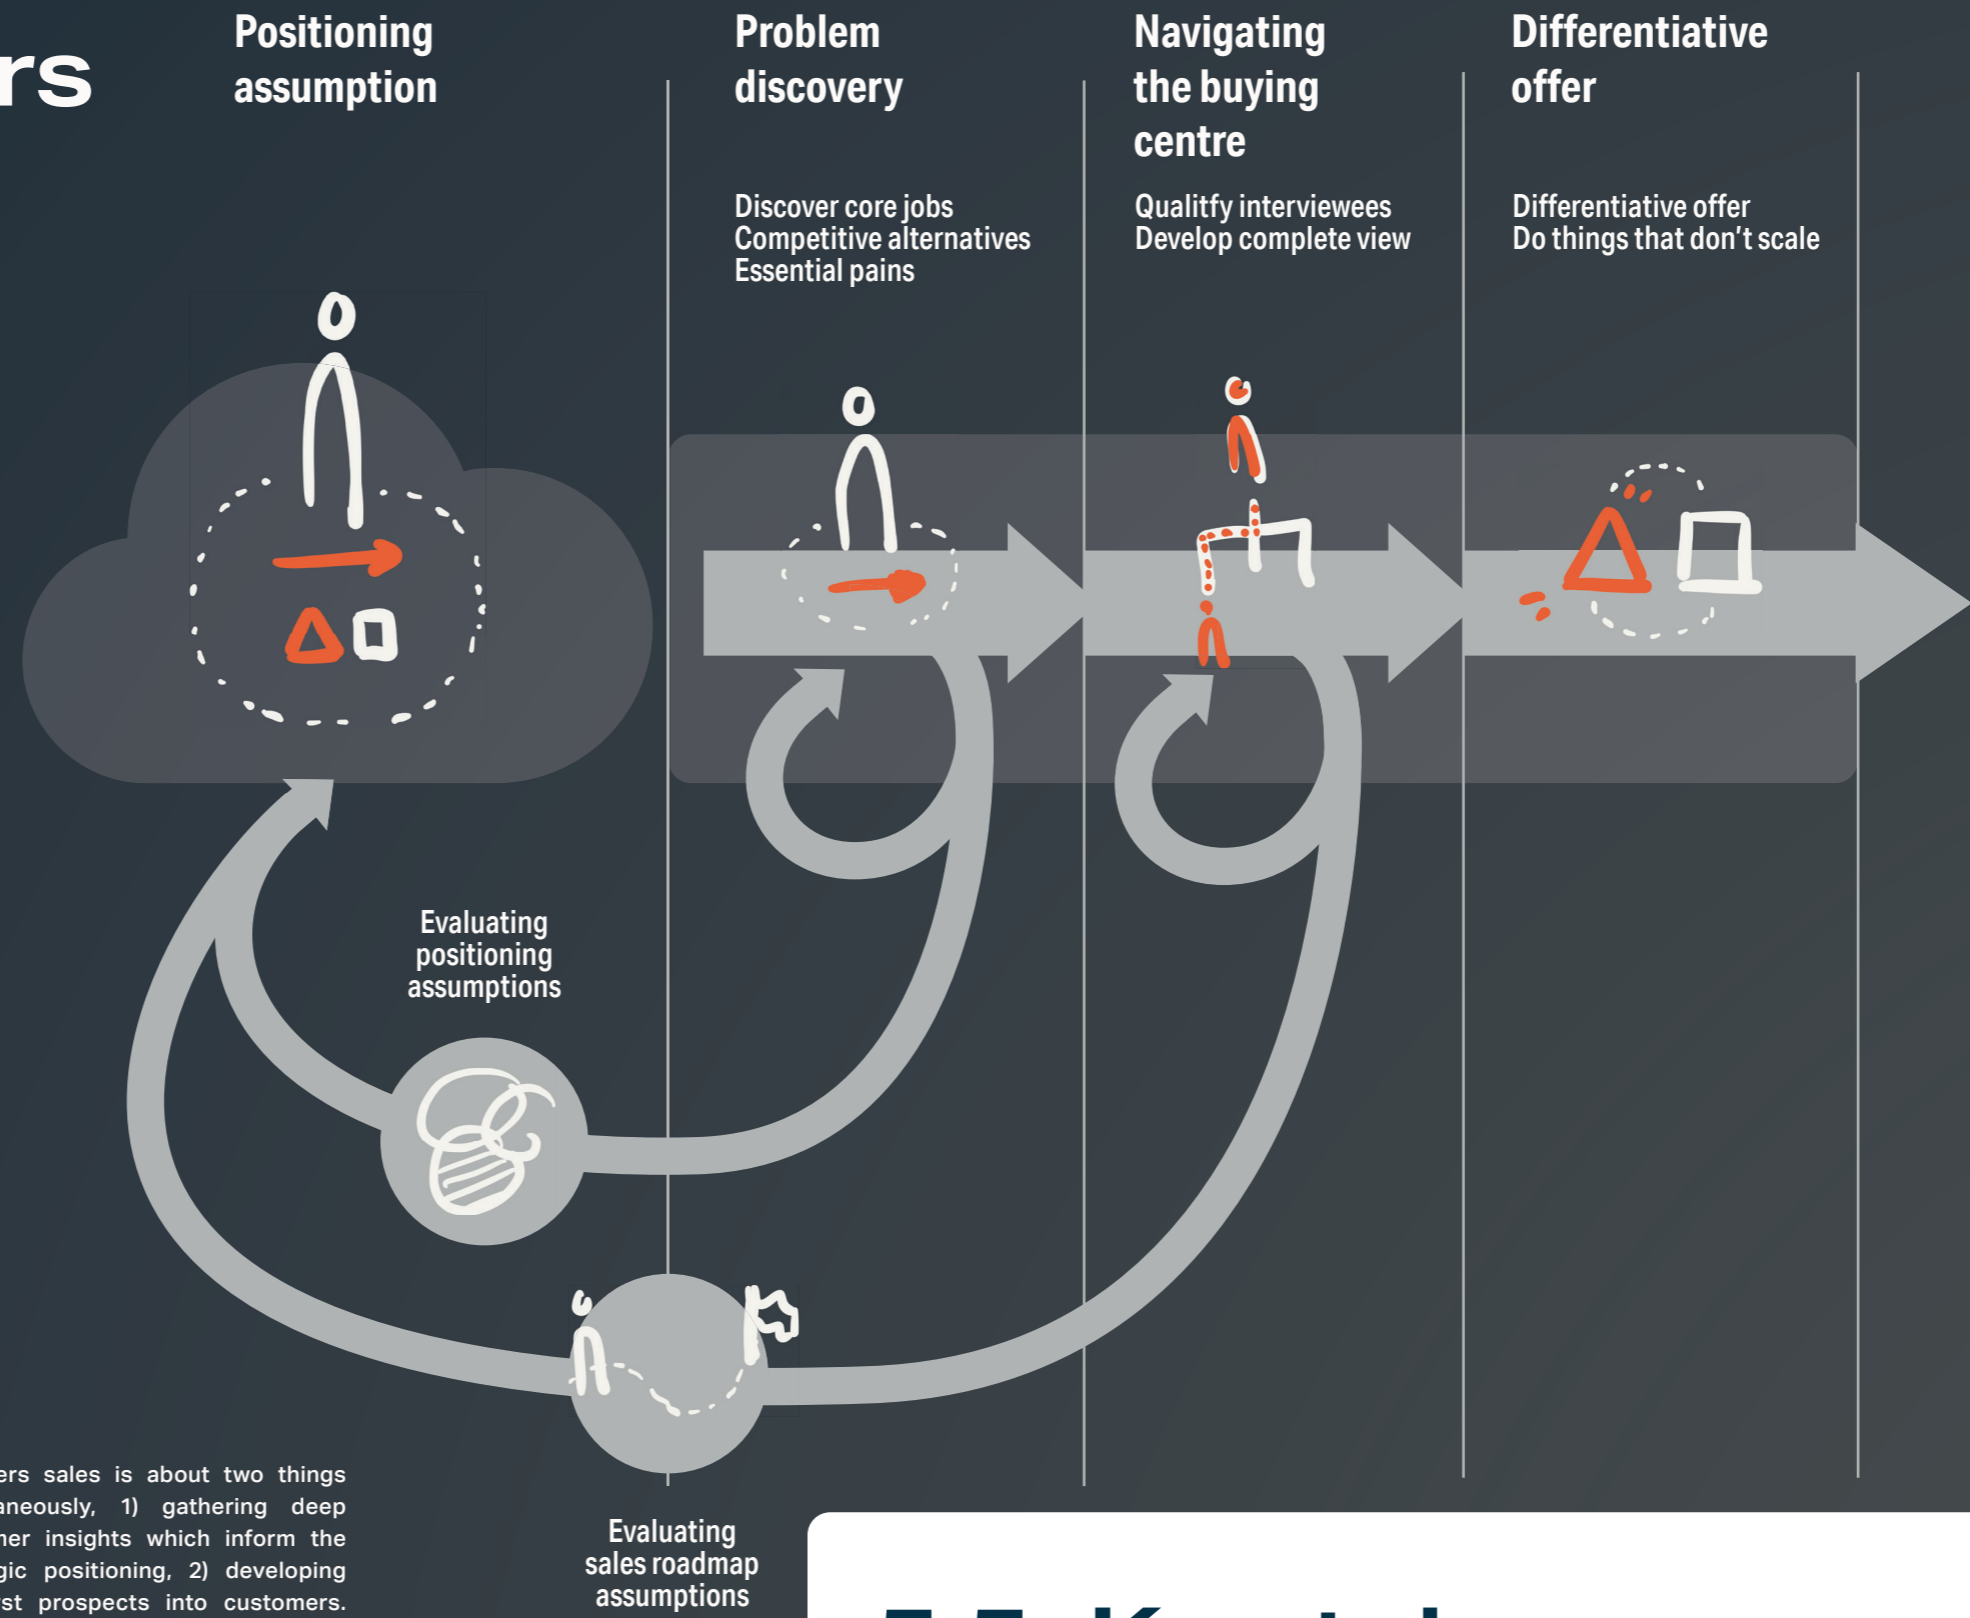 rs
Positioning
assumption
Problem
discovery
Discover core jobs
Competitive alternatives
Essential pains
Navigating
the buying
centre
Qualitfy interviewees
Develop complete view
Differentiative
offer
Differentiative offer
Do things that don't scale
Evaluating
positioning
assumptions
Evaluating
sales roadmap
assumptions
ers sales is about two things
aneously, 1) gathering deep
ner insights which inform the
gic positioning, 2) developing
st prospects into customers.